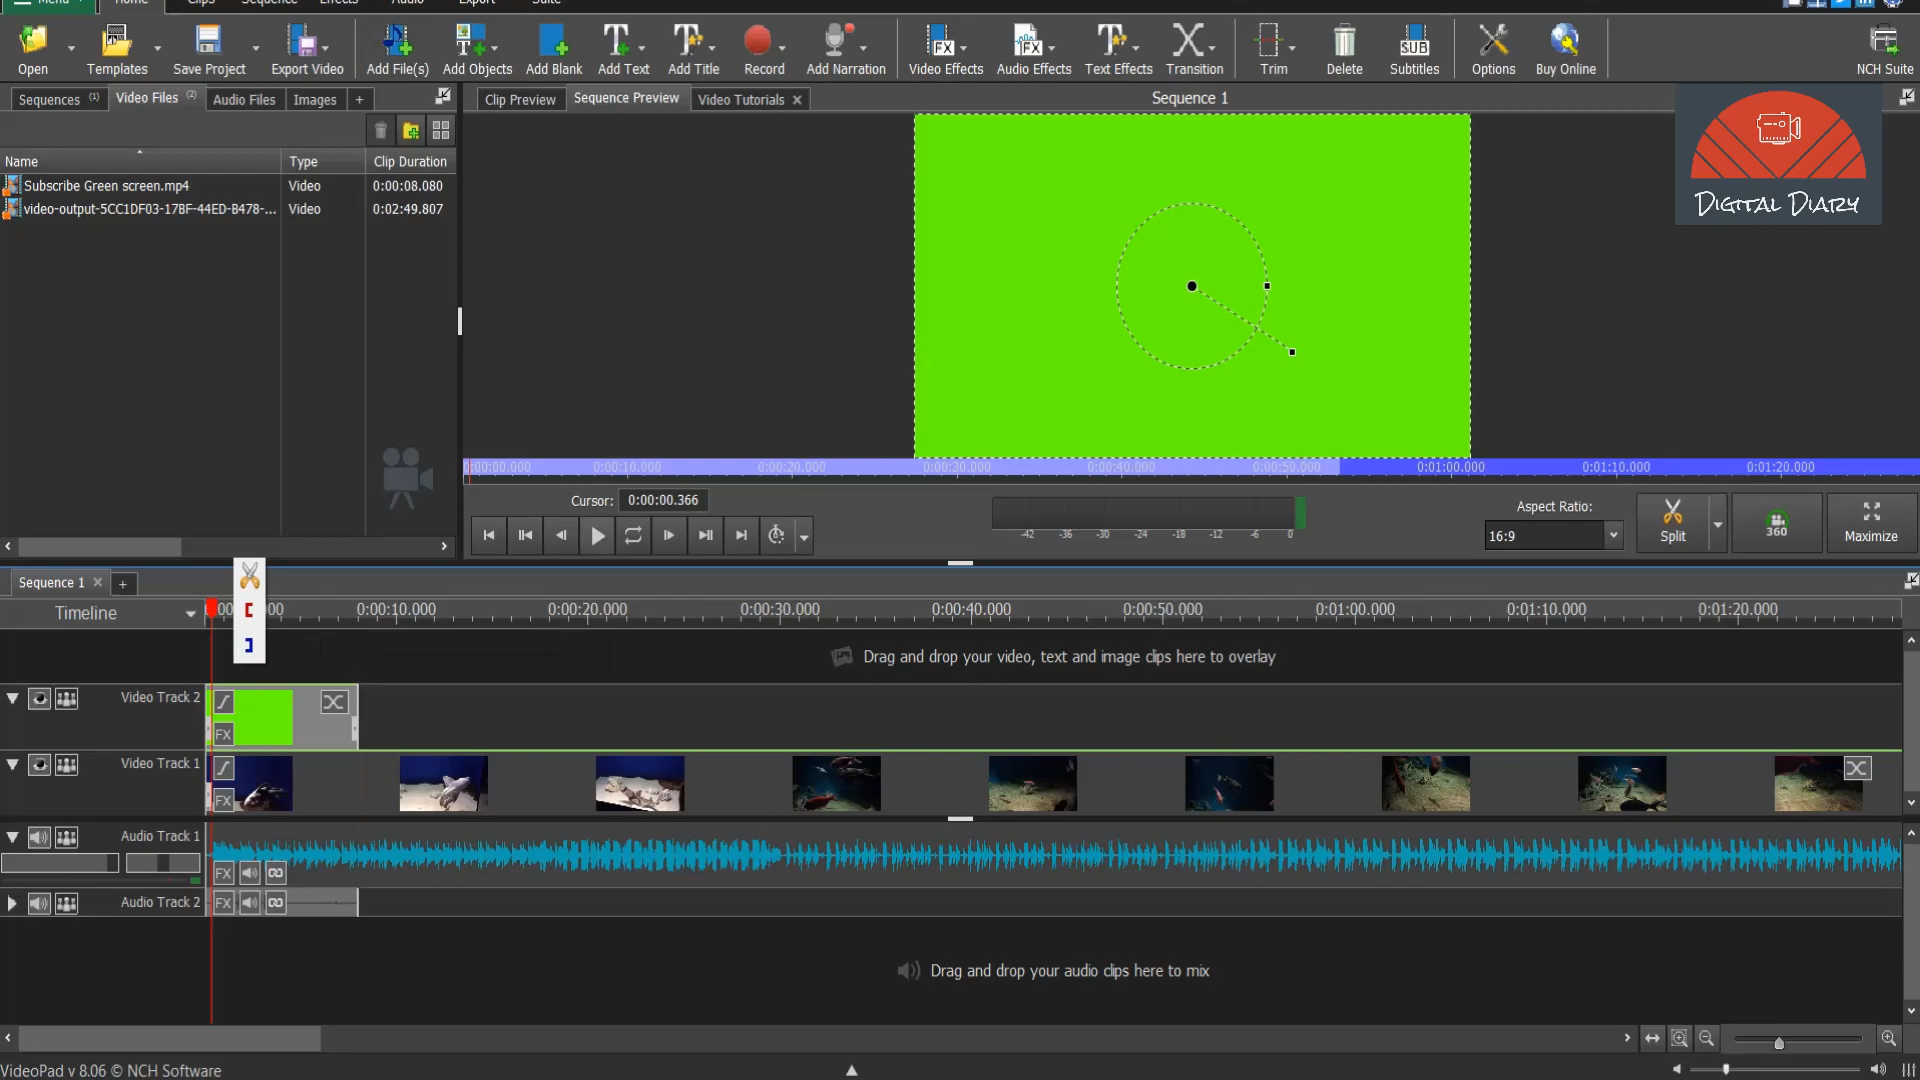 Menu Home Clips Sequence Effects Audio Export Suite
Open Templates Save Project Export Video Add File(s) Add Objects Add Blank Add Text Add Title Record Add Narration Video Effects Audio Effects Text Effects Transition Trim Delete Subtitles Options Buy Online NCH Suite
Sequences (1) Video Files (2) Audio Files Images +
Clip Preview Sequence Preview Video Tutorials Sequence 1
Name Type Clip Duration
Subscribe Green screen.mp4 Video 0:00:08.080
video-output-5CC1DF03-17BF-44ED-B478-... Video 0:02:49.807
Digital Diary
0:00:00.000 0:00:10.000 0:00:20.000 0:00:30.000 0:00:40.000 0:00:50.000 0:01:00.000 0:01:10.000 0:01:20.000
Cursor: 0:00:00.366
-42 -36 -30 -24 -18 -12 -6 0
Aspect Ratio:
16:9
Split 360 Maximize
Sequence 1 +
Timeline 0:00:10.000 0:00:20.000 0:00:30.000 0:00:40.000 0:00:50.000 0:01:00.000 0:01:10.000 0:01:20.000
Drag and drop your video, text and image clips here to overlay
Video Track 2
FX
Video Track 1
FX
Audio Track 1
FX
Audio Track 2 FX
Drag and drop your audio clips here to mix
VideoPad v 8.06 © NCH Software